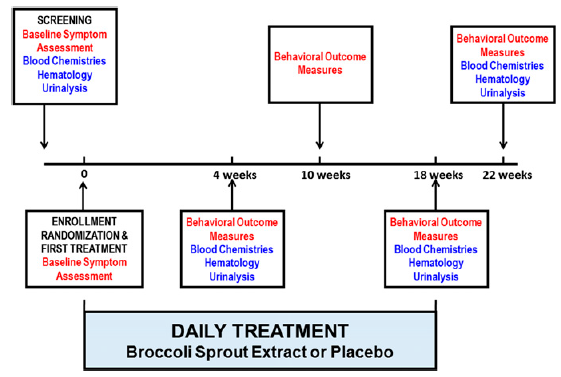 SCREENING
Baseline Symptom
Assessment
Blood Chemistries
Hematology
Urinalysis
Behavioral Outcome
Measures
Behavioral Outcome
Measures
Blood Chemistries
Hematology
Urinalysis
0
4 weeks
10 weeks
18 weeks
22 weeks
ENROLLMENT
RANDOMIZATION &
FIRST TREATMENT
Baseline Symptom
Assessment
Behavioral Outcome
Measures
Blood Chemistries
Hematology
Urinalysis
Behavioral Outcome
Measures
Blood Chemistries
Hematology
Urinalysis
DAILY TREATMENT
Broccoli Sprout Extract or Placebo